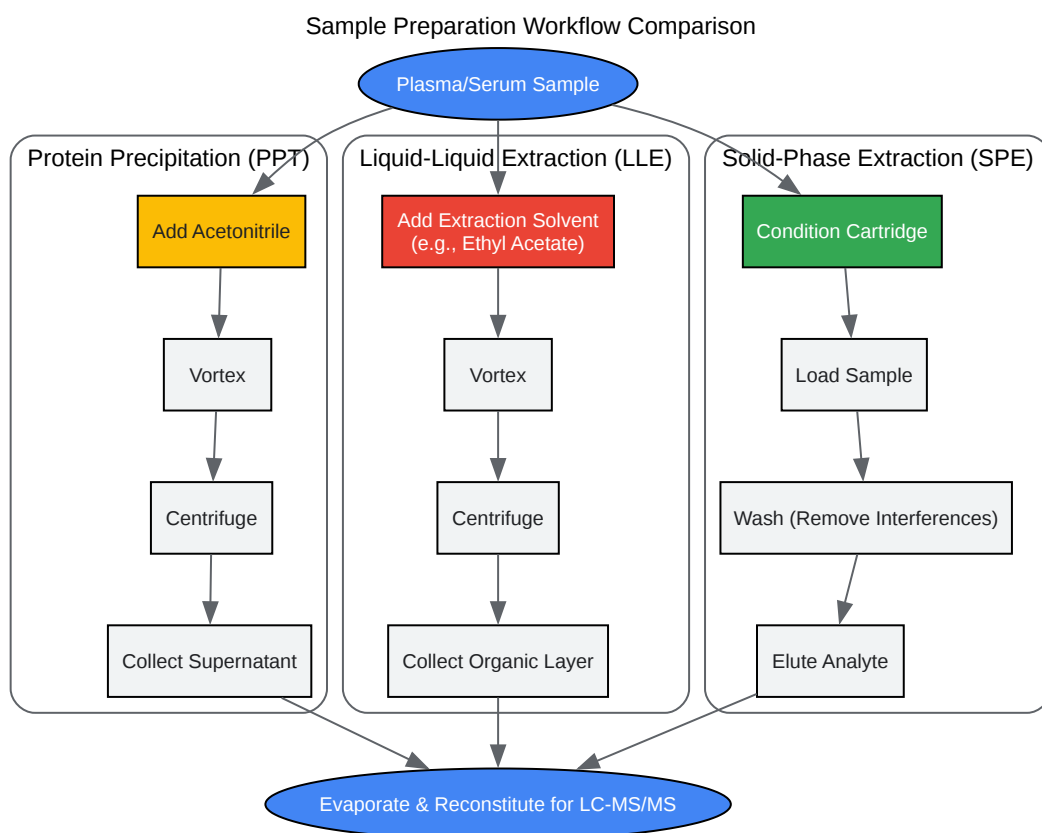 Sample Preparation Workflow Comparison
Plasma/Serum Sample
Protein Precipitation (PPT)
Add Acetonitrile
Vortex
Centrifuge
Collect Supernatant
Liquid-Liquid Extraction (LLE)
Add Extraction Solvent
(e.g., Ethyl Acetate)
Vortex
Centrifuge
Collect Organic Layer
Solid-Phase Extraction (SPE)
Condition Cartridge
Load Sample
Wash (Remove Interferences)
Elute Analyte
Evaporate & Reconstitute for LC-MS/MS